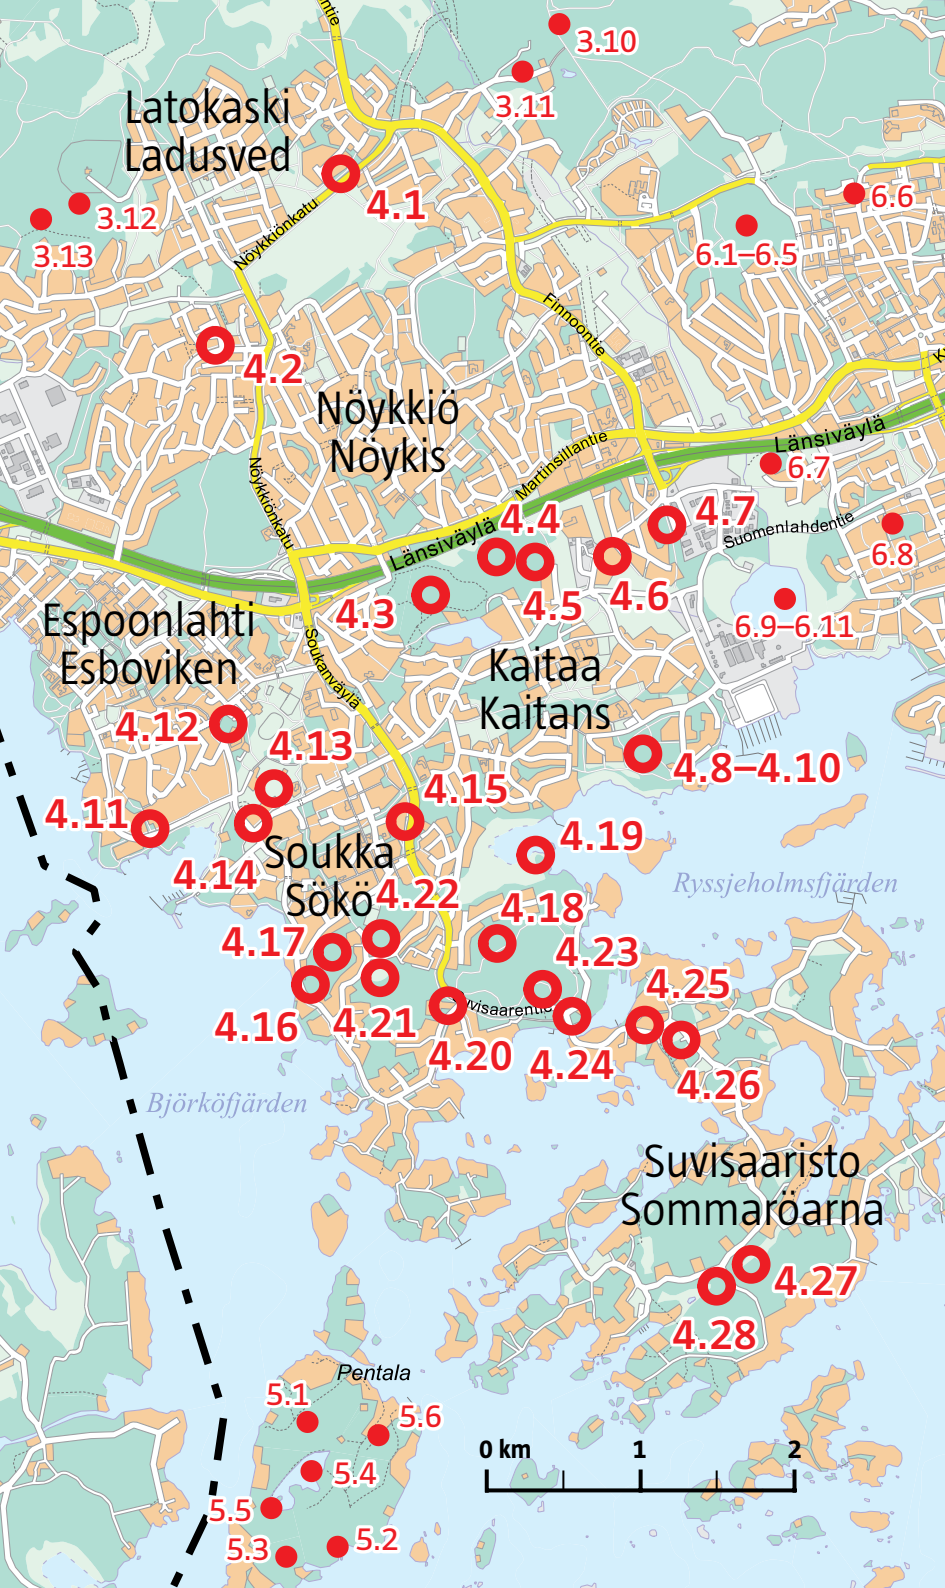 ntie
3.10
3.11
Latokaski
Ladusved
4.1
3.12
3.13
6.6
6.1–6.5
Nöykkiönkatu
Finnoontie
4.2
Nöykkiö
Nöykis
Länsiväylä
Martinsillantie
6.7
Nöykkiönkatu
4.4
4.7
Länsiväylä
Suomenlahdentie
6.8
4.3
4.5
4.6
6.9–6.11
Espoonlahti
Esboviken
Soukanväylä
Kaitaa
Kaitans
4.12
4.13
4.8–4.10
4.15
4.11
4.19
4.14
Soukka
Sökö
4.22
Ryssjeholmsfjärden
4.18
4.17
4.23
4.25
4.16
4.21
4.20
4.24
4.26
Björköfjärden
Suvisaaristo
Sommaröarna
4.27
4.28
Pentala
5.1
5.6
5.4
0 km
1
2
5.5
5.3
5.2